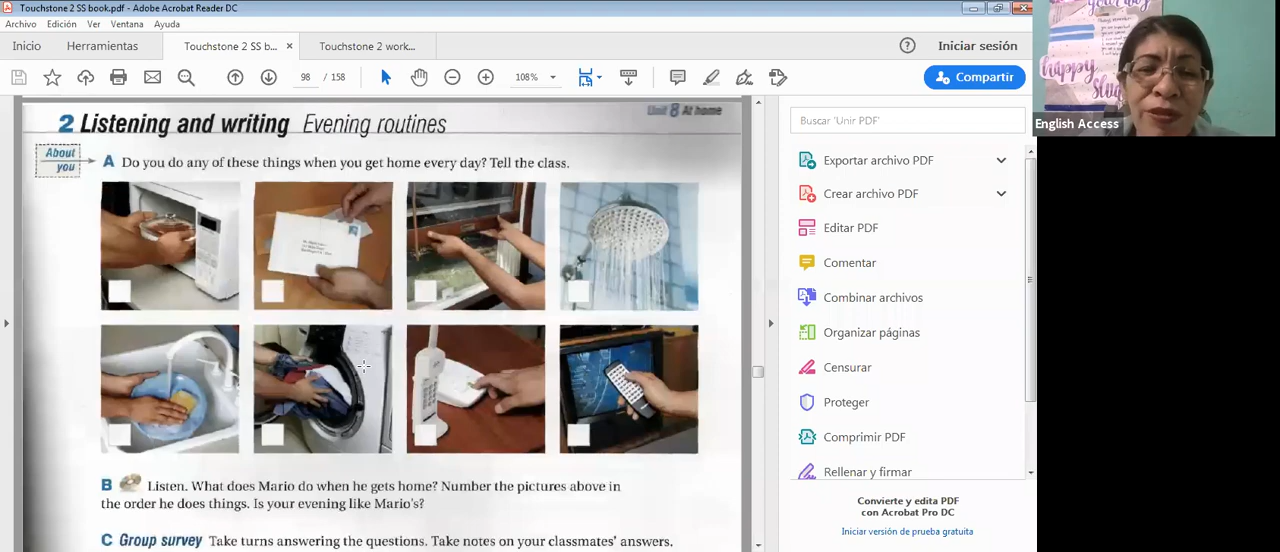 Touchstone 2 SS book.pdf - Adobe Acrobat Reader DC
Archivo Edición Ver Ventana Ayuda
Inicio Herramientas Touchstone 2 SS b... × Touchstone 2 work... Iniciar sesión
98 / 158 108% Compartir
Unit 8 At home
2 Listening and writing Evening routines
About you
A Do you do any of these things when you get home every day? Tell the class.
B Listen. What does Mario do when he gets home? Number the pictures above in
the order he does things. Is your evening like Mario's?
C Group survey Take turns answering the questions. Take notes on your classmates' answers.
Buscar 'Unir PDF'
Exportar archivo PDF
Crear archivo PDF
Editar PDF
Comentar
Combinar archivos
Organizar páginas
Censurar
Proteger
Comprimir PDF
Rellenar y firmar
Convierte y edita PDF
con Acrobat Pro DC
Iniciar versión de prueba gratuita
happy
English Access